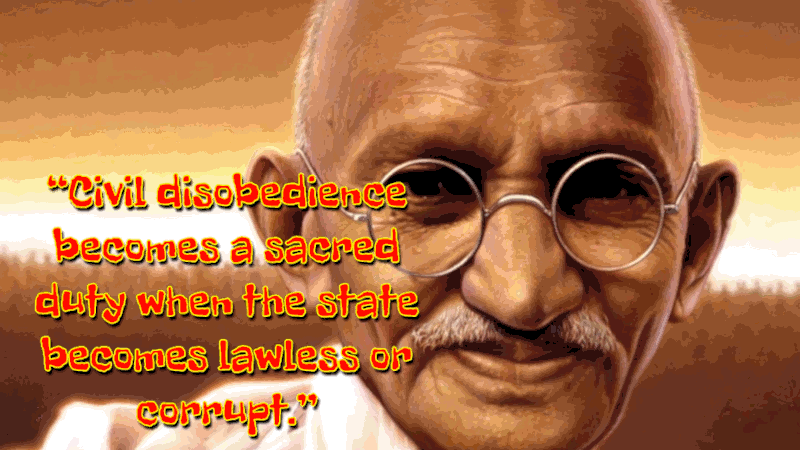 “Civil disobedience
becomes a sacred
duty when the state
becomes lawless or
corrupt.”